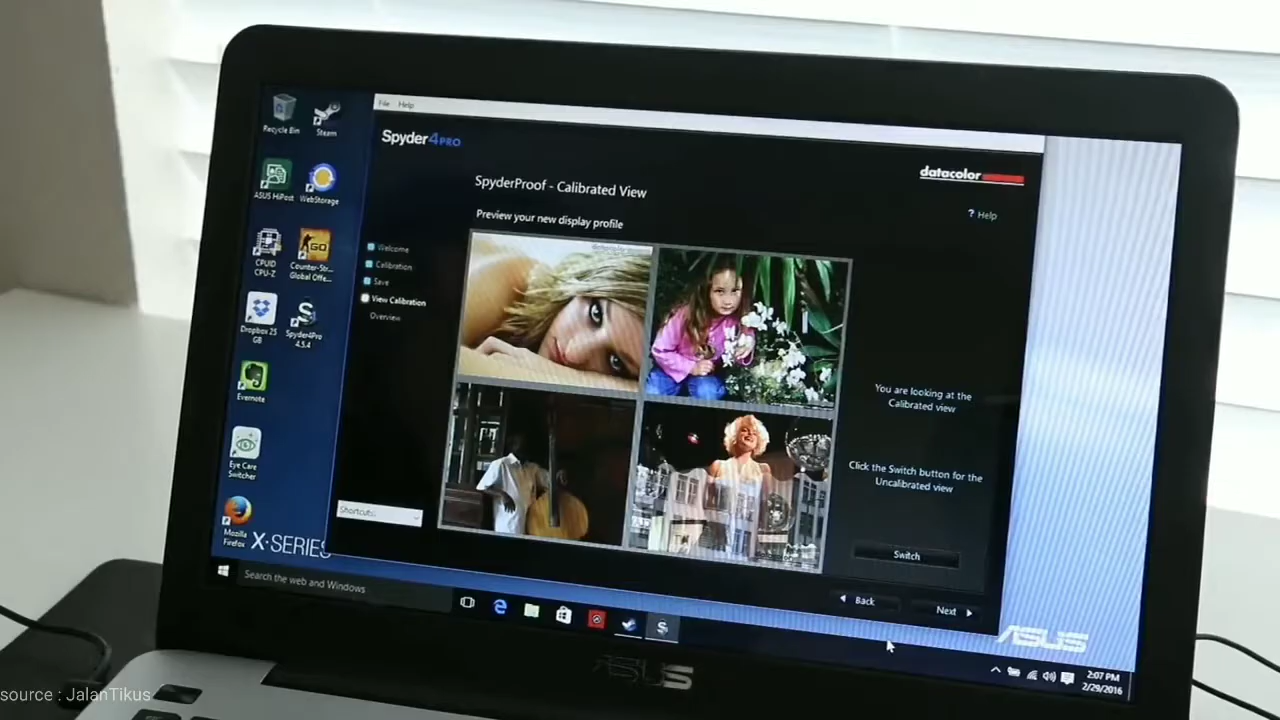 Recycle Bin
Steam
ASUS HiPost
WebStorage
CPUID
CPU-Z
Counter-Str...
Global Offe...
Dropbox 25
GB
Spyder4Pro
4.5.4
Evernote
Eye Care
Switcher
Mozilla
Firefox
X-SERIES
File Help
Spyder4PRO
datacolor
SpyderProof - Calibrated View
? Help
Preview your new display profile
Welcome
Calibration
Save
View Calibration
Overview
You are looking at the
Calibrated view
Click the Switch button for the
Uncalibrated view
Shortcuts:
Switch
Back
Next
ASUS
Search the web and Windows
2:07 PM
2/29/2016
ASUS
source : JalanTikus